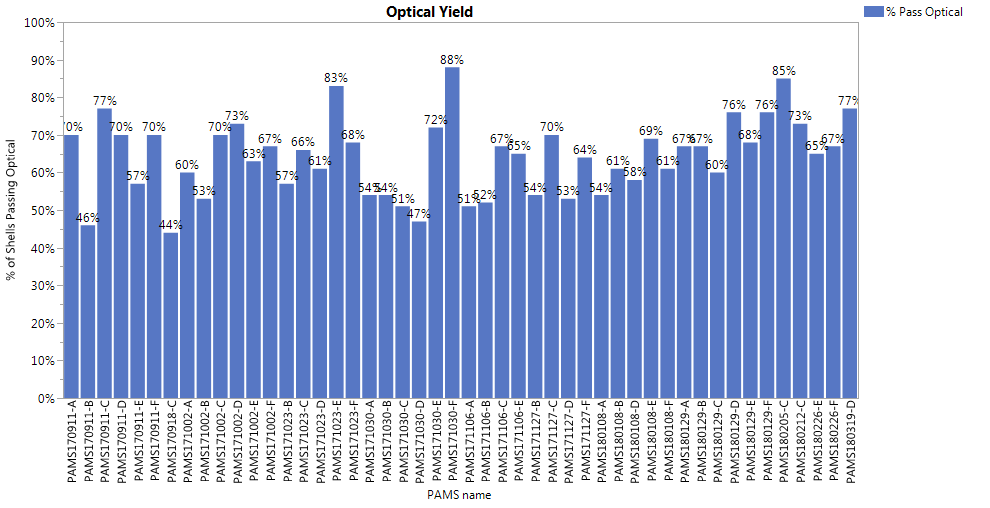 Optical Yield
% Pass Optical
% of Shells Passing Optical
100%
90%
80%
70%
60%
50%
40%
30%
20%
10%
0%
70%
46%
77%
70%
57%
70%
44%
60%
53%
70%
73%
63%
67%
57%
66%
61%
83%
68%
54%
54%
51%
47%
72%
88%
51%
52%
67%
65%
54%
70%
53%
64%
54%
61%
58%
69%
61%
67%
67%
60%
76%
68%
76%
85%
73%
65%
67%
77%
PAMS170911-A
PAMS170911-B
PAMS170911-C
PAMS170911-D
PAMS170911-E
PAMS170911-F
PAMS170918-C
PAMS171002-A
PAMS171002-B
PAMS171002-C
PAMS171002-D
PAMS171002-E
PAMS171002-F
PAMS171023-B
PAMS171023-C
PAMS171023-D
PAMS171023-E
PAMS171023-F
PAMS171030-A
PAMS171030-B
PAMS171030-C
PAMS171030-D
PAMS171030-E
PAMS171030-F
PAMS171106-A
PAMS171106-B
PAMS171106-C
PAMS171106-E
PAMS171127-B
PAMS171127-C
PAMS171127-D
PAMS171127-F
PAMS180108-A
PAMS180108-B
PAMS180108-D
PAMS180108-E
PAMS180108-F
PAMS180129-A
PAMS180129-B
PAMS180129-C
PAMS180129-D
PAMS180129-E
PAMS180129-F
PAMS180205-C
PAMS180212-C
PAMS180226-E
PAMS180226-F
PAMS180319-D
PAMS name